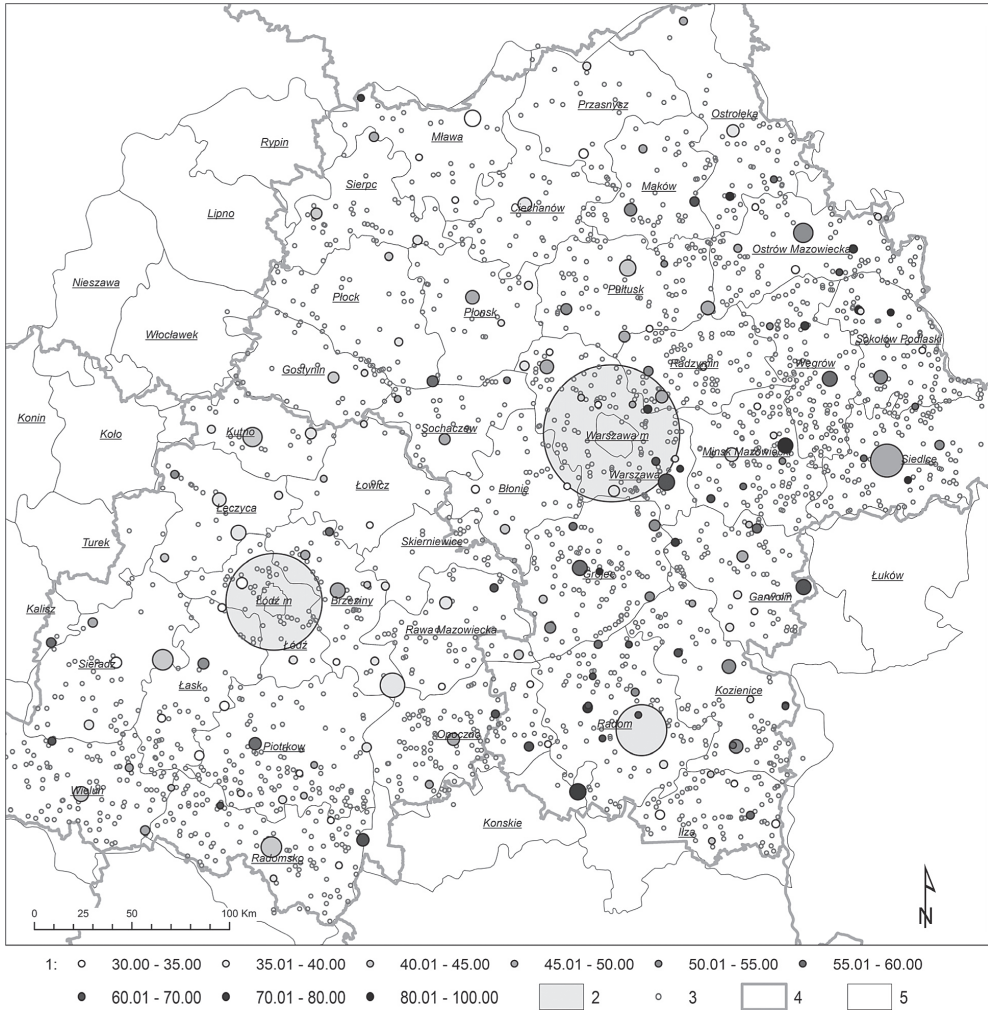 Przasnysz
Ostrołęka
Mława
Rypin
Sierpc
Maków
Lipno
Ciechanów
Ostrów Mazowiecka
Nieszawa
Płock
Pułtusk
Płońsk
Włocławek
Sokołów Podlaski
Radzymin
Węgrów
Gostynin
Konin
Koło
Kutno
Sochaczew
Warszawa m
Mińsk Mazowiecki
Siedlce
Warszawa
Łowicz
Błonie
Łęczyca
Turek
Skierniewice
Grójec
Łuków
Garwolin
Kalisz
Łódź m
Brzeziny
Rawa Mazowiecka
Łódź
Sieradz
Łask
Kozienice
Radom
Opoczno
Piotrkow
Wieluń
Konskie
Iłża
Radomsko
0 25 50 100 Km
N
1: 30.00 - 35.00 35.01 - 40.00 40.01 - 45.00 45.01 - 50.00 50.01 - 55.00 55.01 - 60.00
60.01 - 70.00 70.01 - 80.00 80.01 - 100.00 2 3 4 5